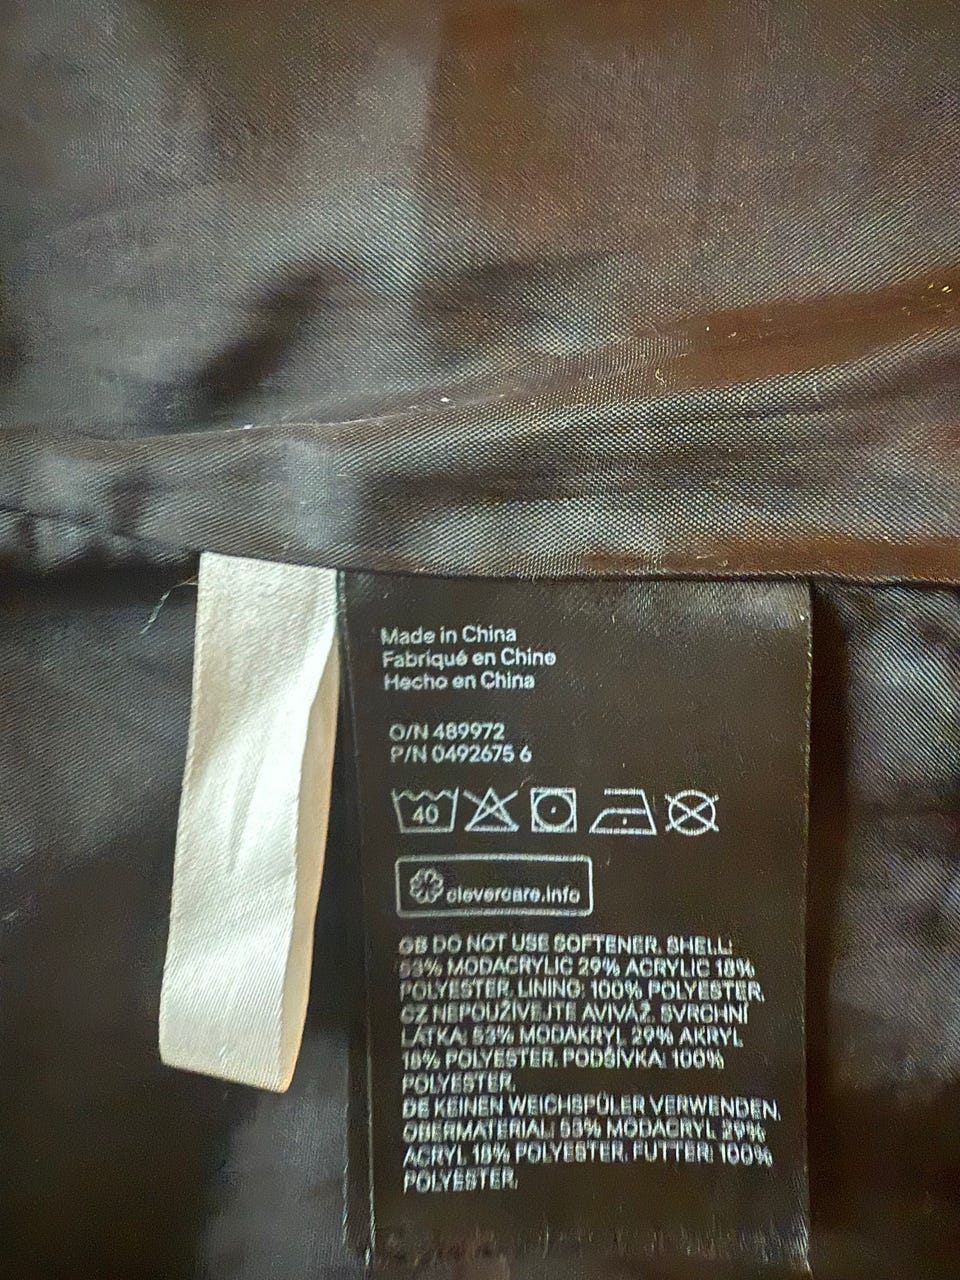 Made in China
Fabriqué en Chine
Hecho en China
O/N 489972
P/N 0492675 6
40
clevercare.info
GB DO NOT USE SOFTENER. SHELL:
53% MODACRYLIC 29% ACRYLIC 18%
POLYESTER. LINING: 100% POLYESTER.
CZ NEPOUŽÍVEJTE AVIVÁŽ. SVRCHNÍ
LÁTKA: 53% MODAKRYL 29% AKRYL
18% POLYESTER. PODŠÍVKA: 100%
POLYESTER.
DE KEINEN WEICHSPÜLER VERWENDEN.
OBERMATERIAL: 53% MODACRYL 29%
ACRYL 18% POLYESTER. FUTTER: 100%
POLYESTER.